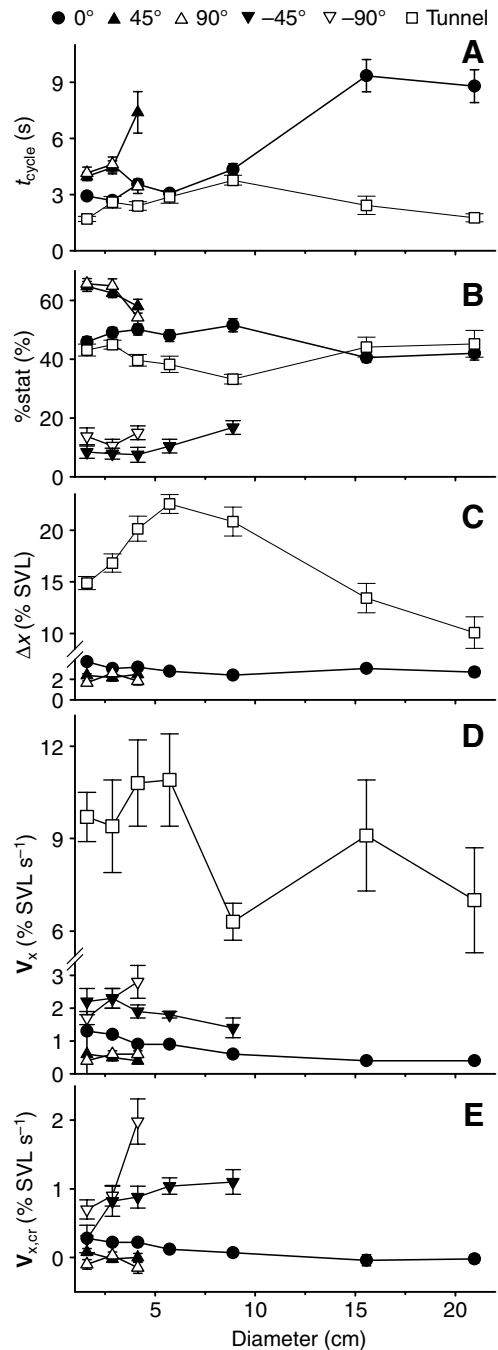 0° 45° 90° –45° –90° Tunnel
A
9
6
3
0
t_cycle (s)
B
60
40
20
0
%stat (%)
C
20
15
10
2
0
Δx (% SVL)
D
12
9
6
3
2
1
0
V_x (% SVL s⁻¹)
E
2
1
0
V_x,cr (% SVL s⁻¹)
5 10 15 20
Diameter (cm)